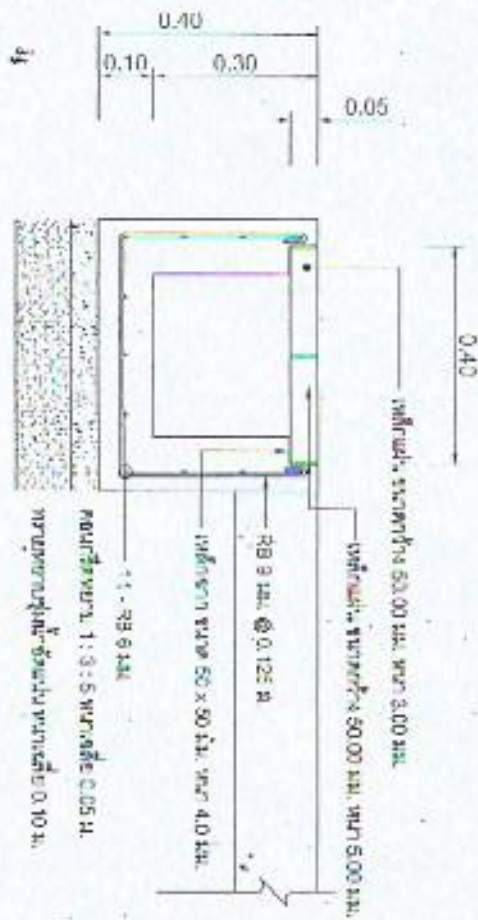 0.40
0.10
0.30
0.05
0.40
เหล็กแผ่น ขนาดกว้าง 50.00 มม. หนา 3.00 มม.
เหล็กแผ่น ขนาดกว้าง 50.00 มม. หนา 5.00 มม.
RB 9 มม. @ 0.125 ม.
เหล็กฉาก ขนาด 50 x 50 มม. หนา 4.0 มม.
11 - RB 6 มม.
คอนกรีตหยาบ 1 : 3 : 5 หนาเฉลี่ย 0.05 ม.
ทรายหยาบชุ่มน้ำ อัดแน่น หนาเฉลี่ย 0.10 ม.